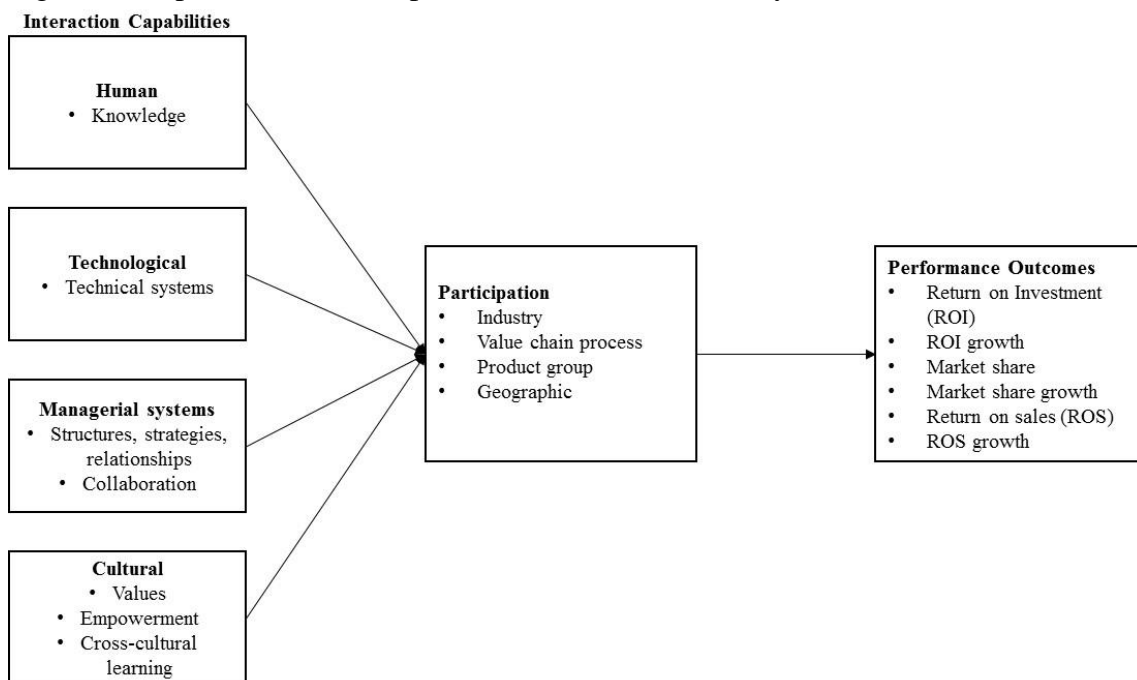 Interaction Capabilities
Human
• Knowledge
Technological
• Technical systems
Managerial systems
• Structures, strategies,
relationships
• Collaboration
Cultural
• Values
• Empowerment
• Cross-cultural
learning
Participation
• Industry
• Value chain process
• Product group
• Geographic
Performance Outcomes
• Return on Investment
(ROI)
• ROI growth
• Market share
• Market share growth
• Return on sales (ROS)
• ROS growth